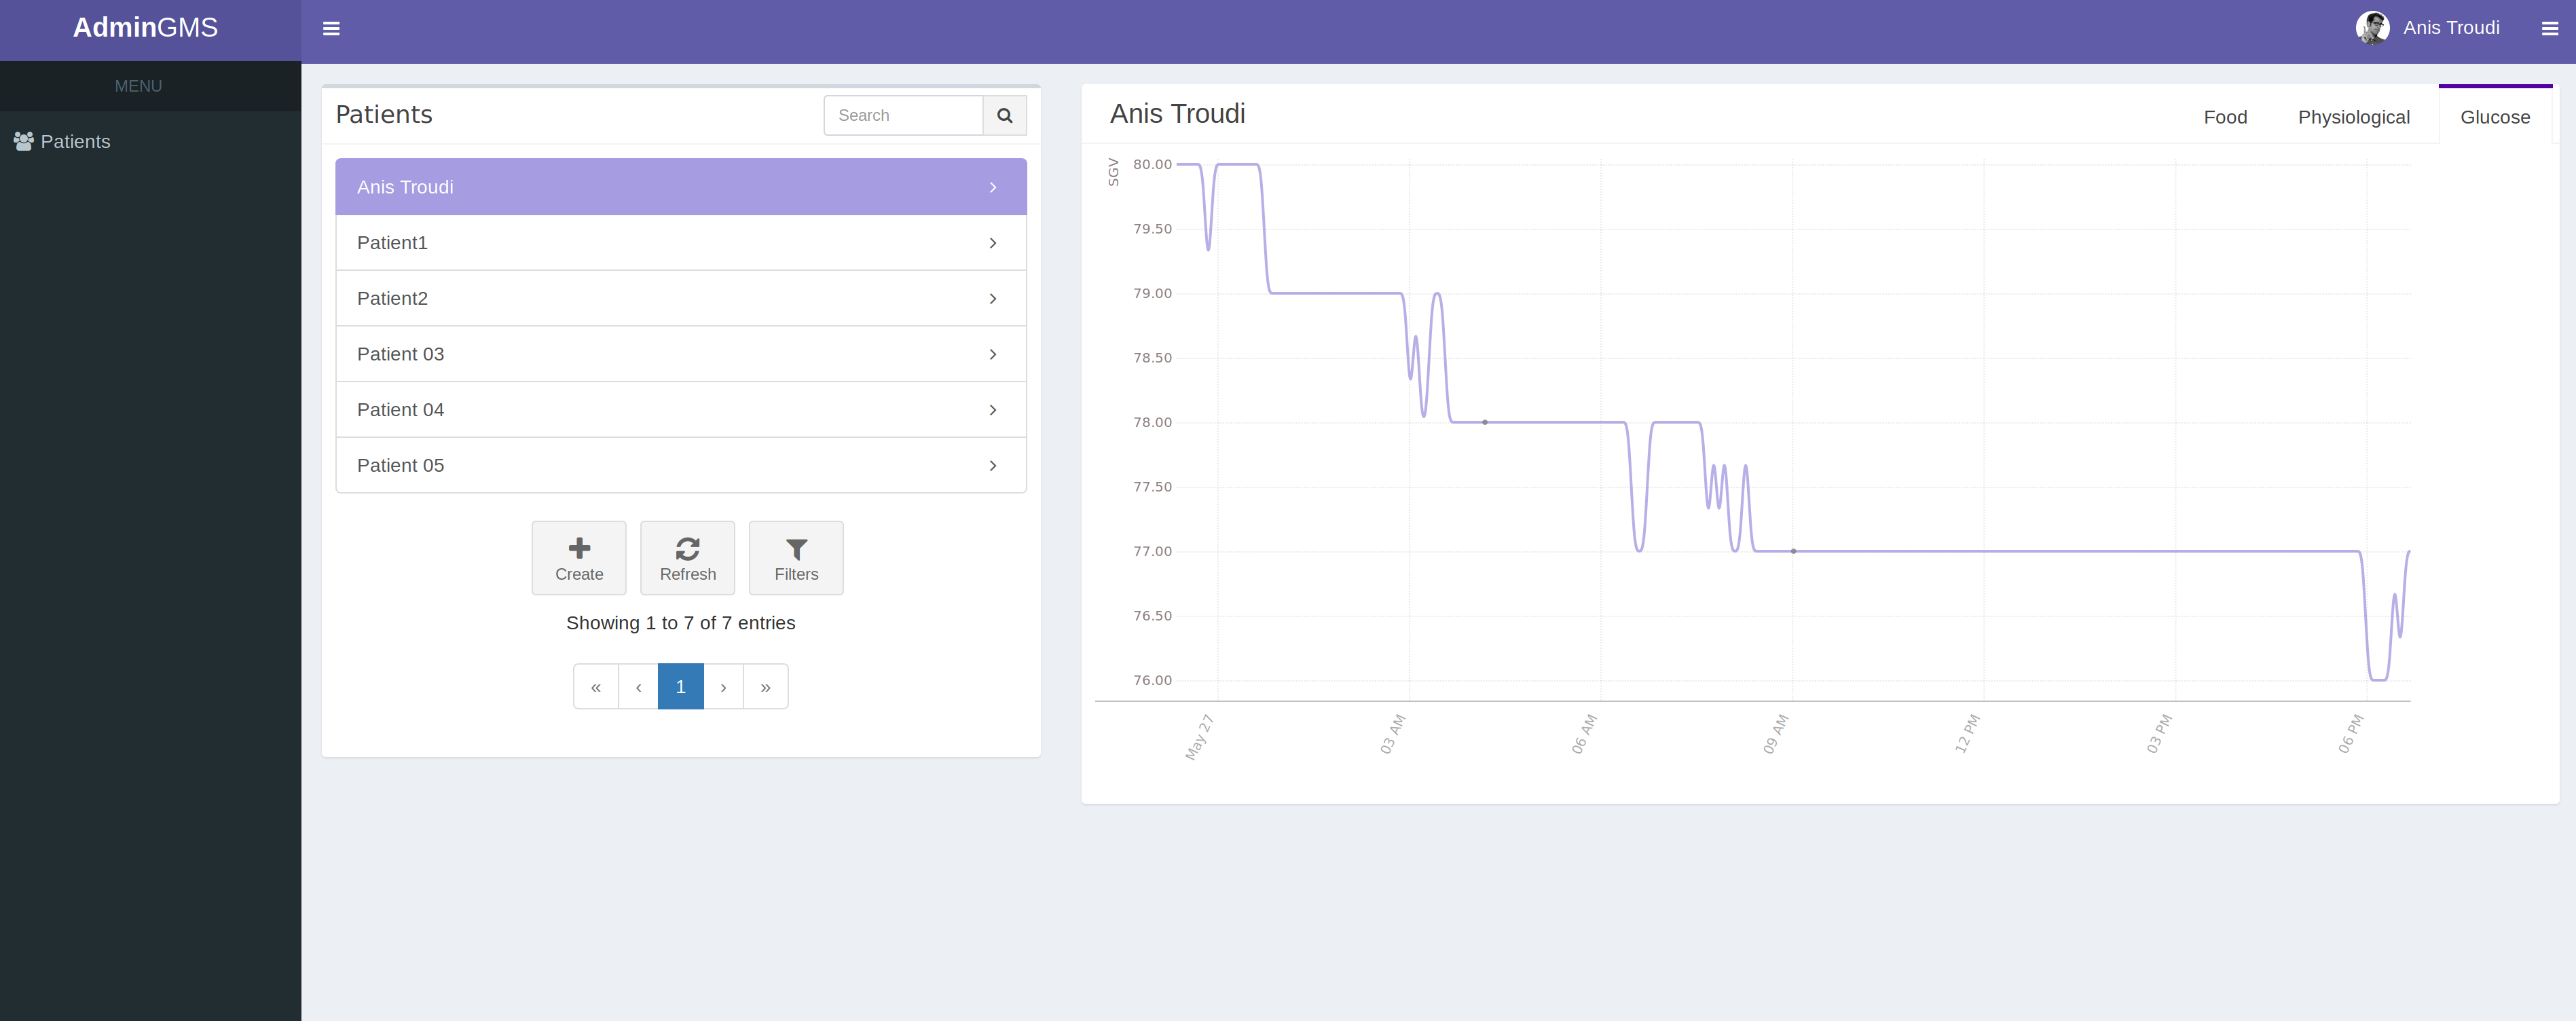 AdminGMS
Anis Troudi
MENU
Patients
Patients
Search
Anis Troudi
Patient1
Patient2
Patient 03
Patient 04
Patient 05
Create
Refresh
Filters
Showing 1 to 7 of 7 entries
« ‹ 1 › »
Anis Troudi
Food
Physiological
Glucose
SGV
80.00
79.50
79.00
78.50
78.00
77.50
77.00
76.50
76.00
May 27
03 AM
06 AM
09 AM
12 PM
03 PM
06 PM